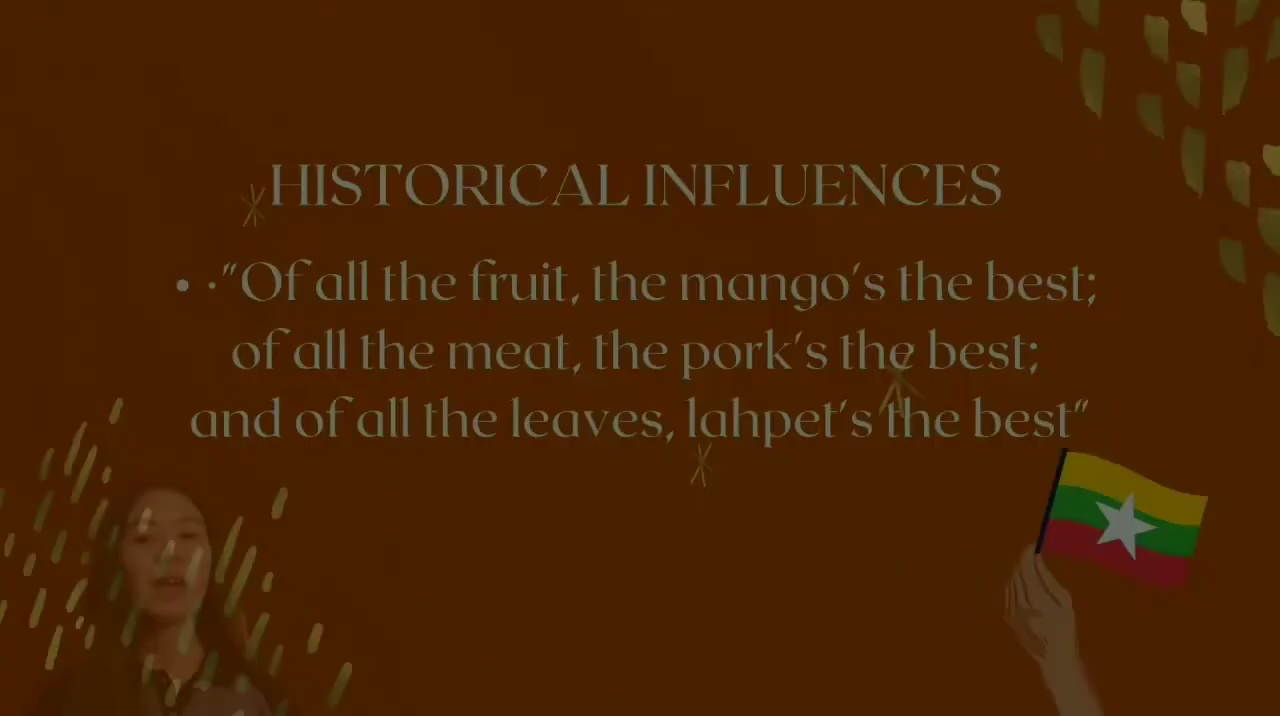 HISTORICAL INFLUENCES
• ·"Of all the fruit, the mango's the best;
of all the meat, the pork's the best;
and of all the leaves, lahpet's the best"